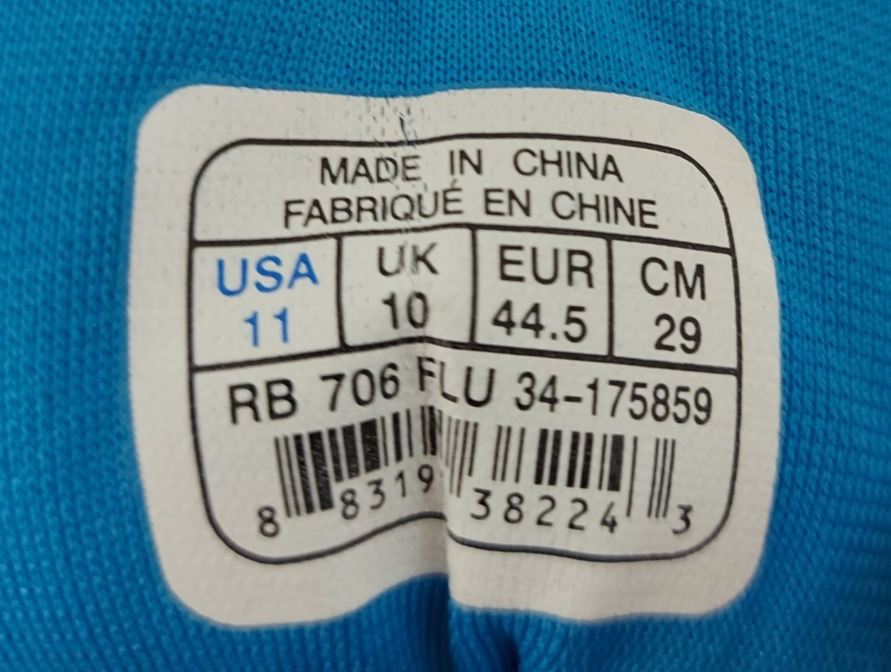 MADE IN CHINA
FABRIQUÉ EN CHINE
USA UK EUR CM
11 10 44.5 29
RB 706 FLU 34-175859
8 8319 38224 3